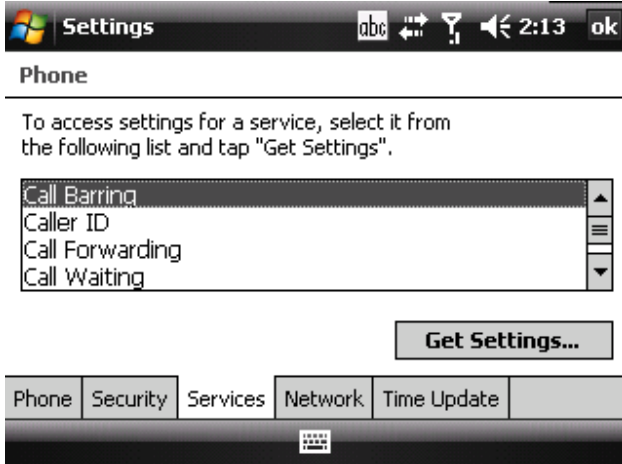 Settings abc 2:13 ok
Phone
To access settings for a service, select it from
the following list and tap "Get Settings".
Call Barring
Caller ID
Call Forwarding
Call Waiting
Get Settings...
Phone Security Services Network Time Update